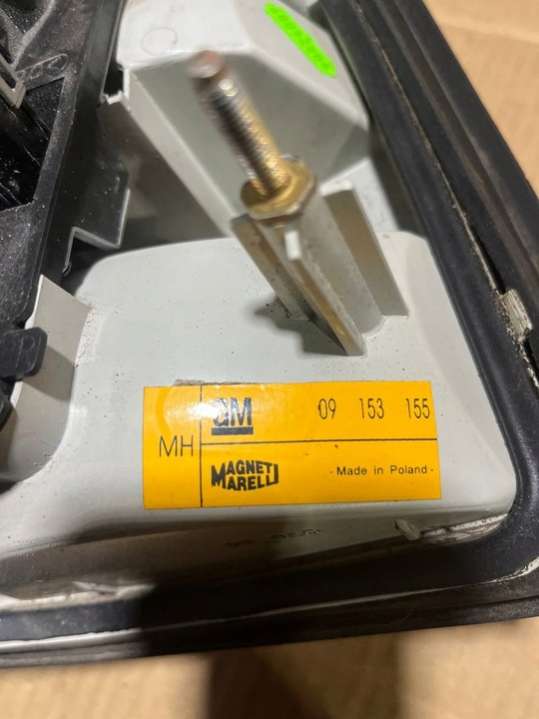 GM 09 153 155
MH
MAGNETI
MARELLI
- Made in Poland -